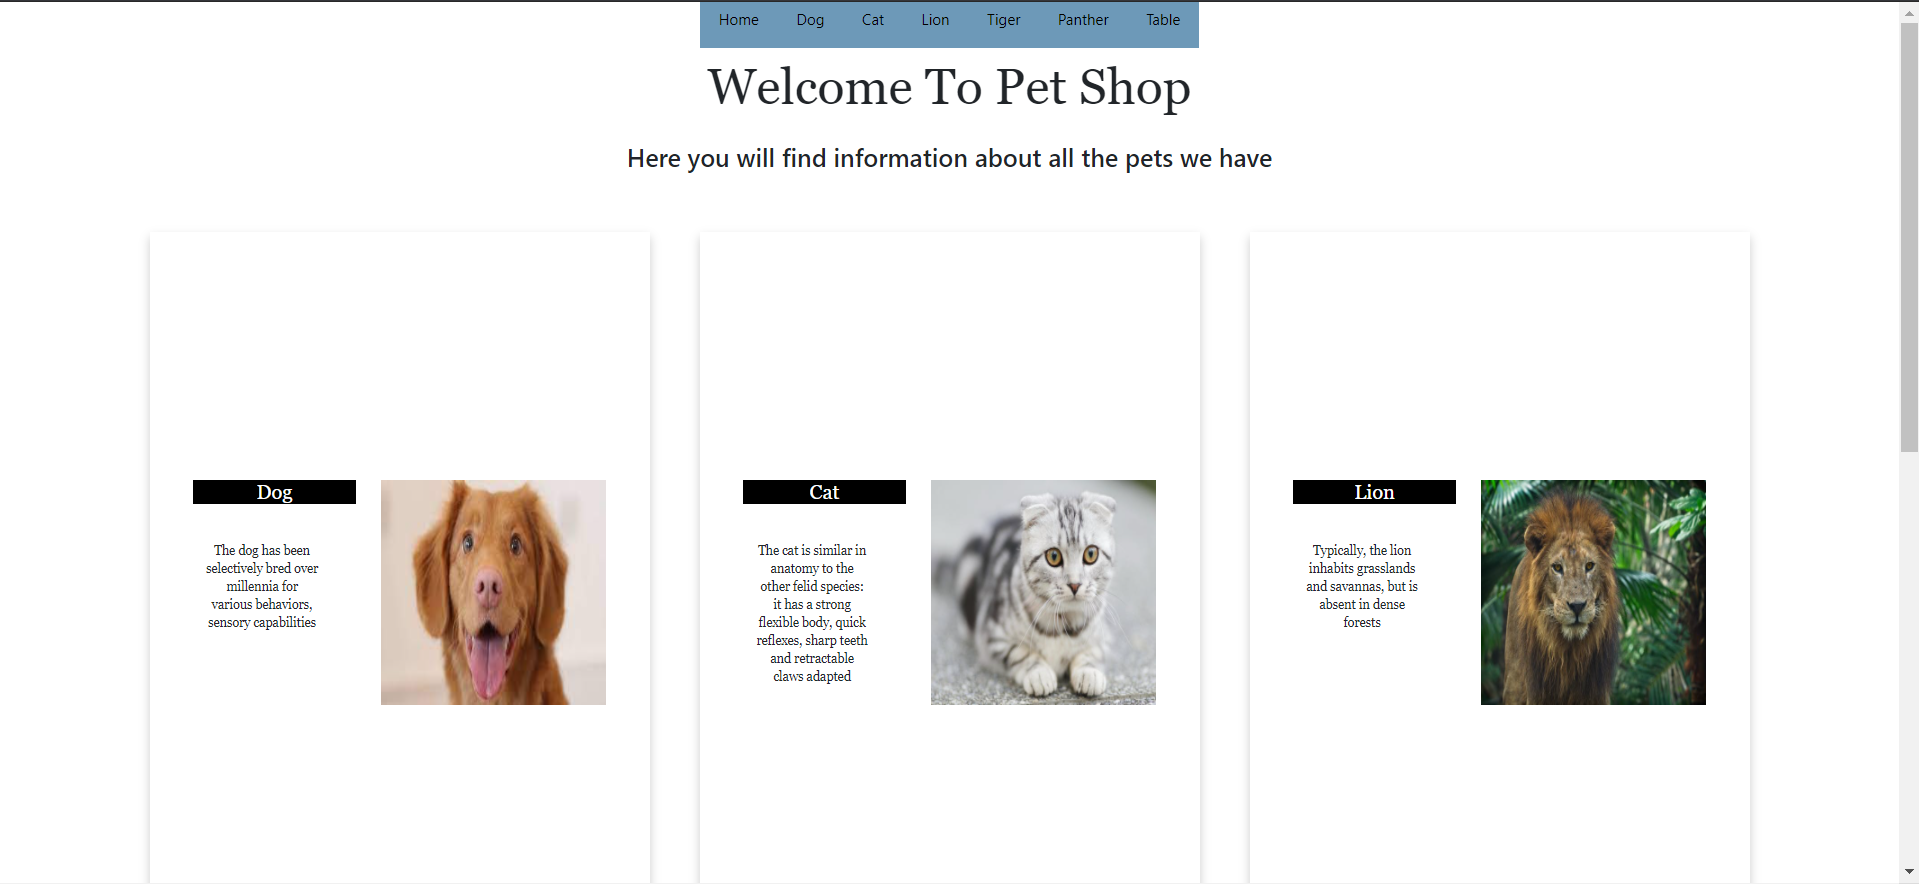 Home Dog Cat Lion Tiger Panther Table
Welcome To Pet Shop
Here you will find information about all the pets we have
Dog
The dog has been
selectively bred over
millennia for
various behaviors,
sensory capabilities
Cat
The cat is similar in
anatomy to the
other felid species:
it has a strong
flexible body, quick
reflexes, sharp teeth
and retractable
claws adapted
Lion
Typically, the lion
inhabits grasslands
and savannas, but is
absent in dense
forests